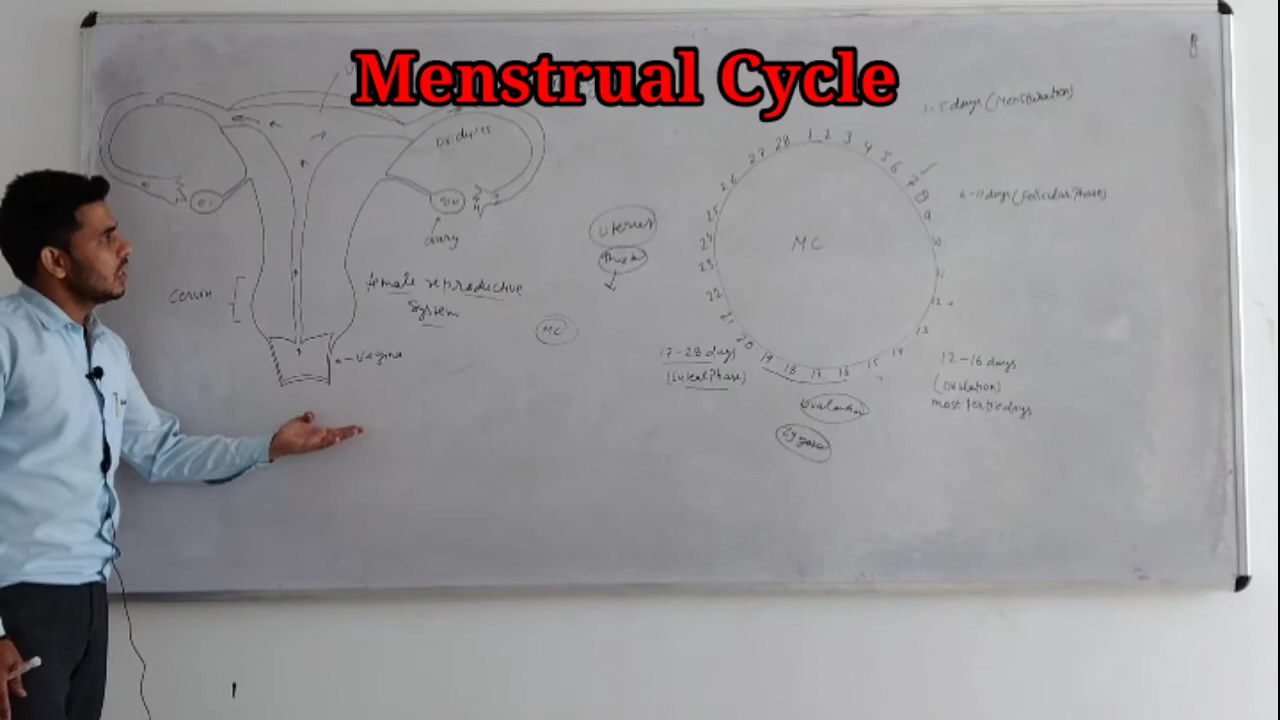 Menstrual Cycle
oviducts
ovary
Cervix
female reproductive
System
vagina
MC
uterus
thick
1-5 days (Menstruation)
6-11 days (Follicular Phase)
28 1 2 3 4 5 6 7 8 9 10 11 12 13 14 15 16 17 18 19 20 21 22 23 24 25 26 27
MC
12-16 days
(Ovulation)
most fertile days
17-28 days
(Luteal Phase)